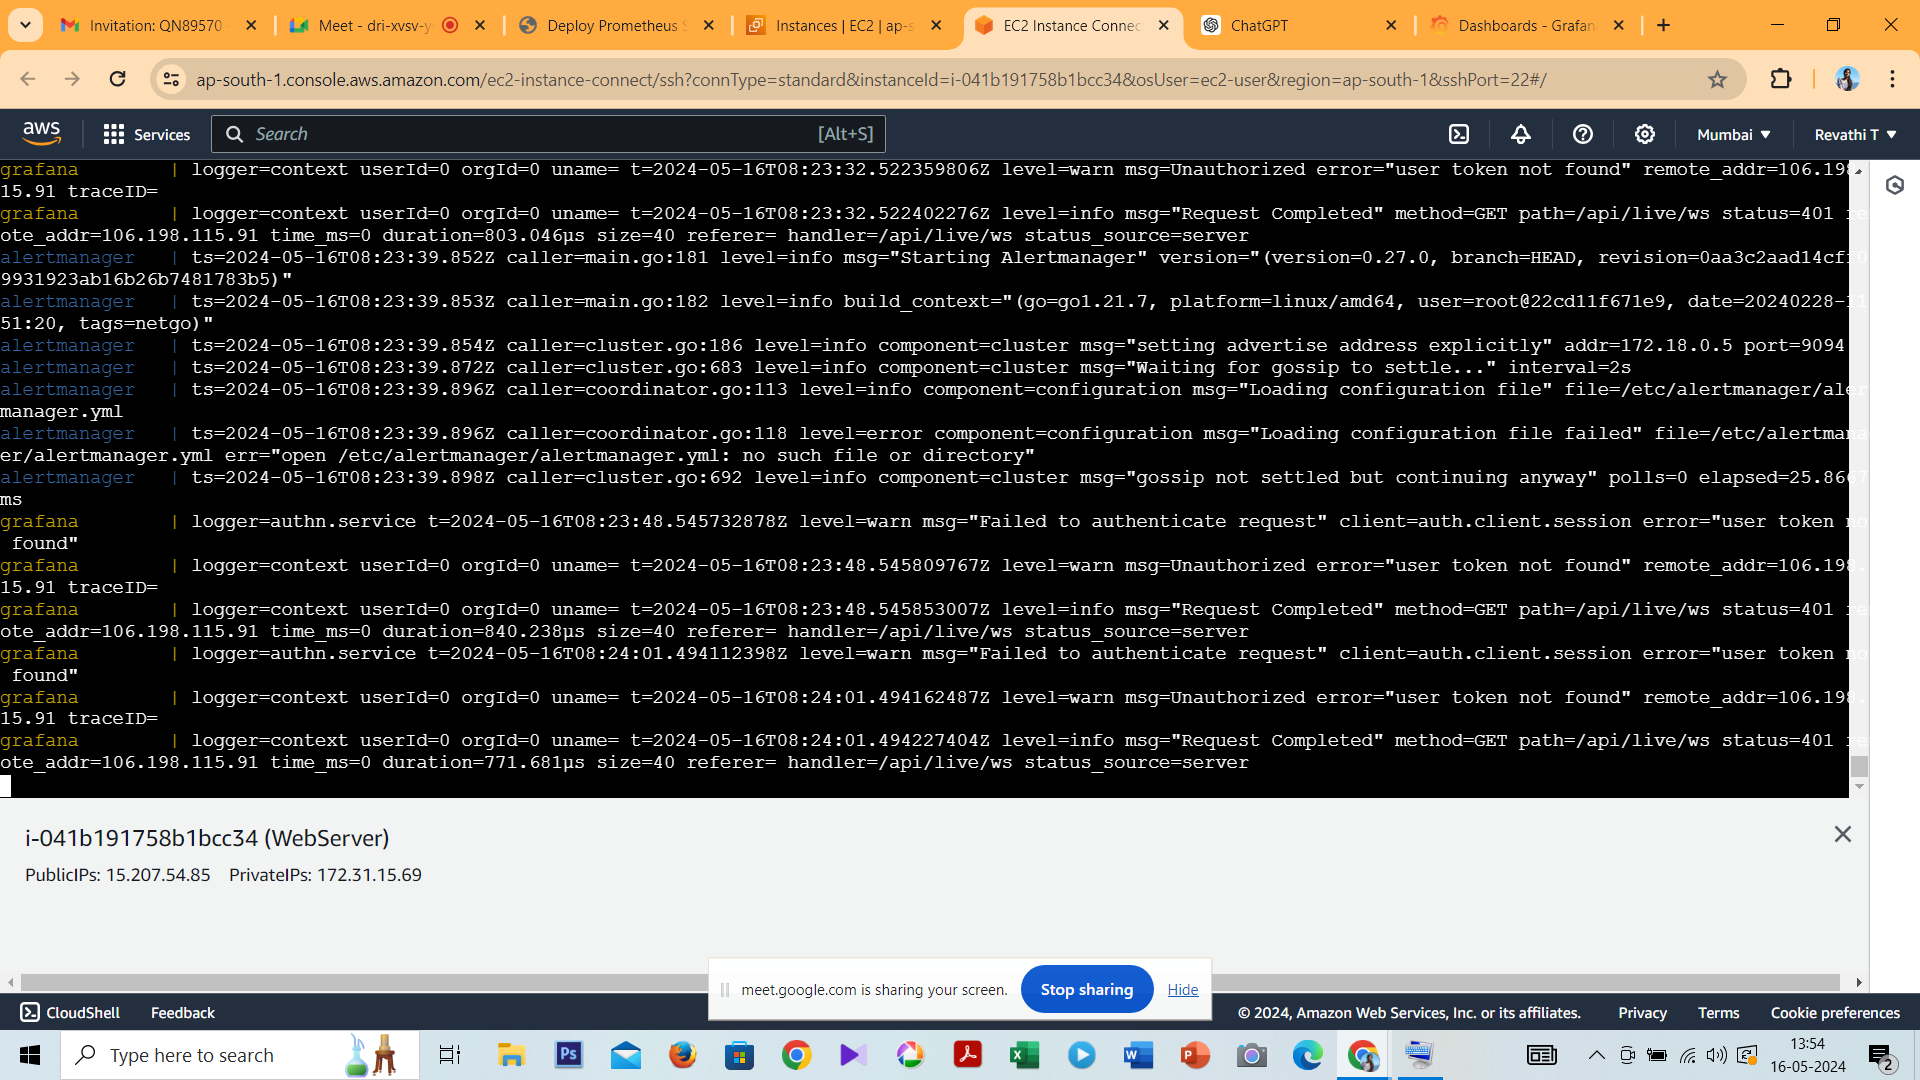 Invitation: QN89570
Meet - dri-xvsv-y
Deploy Prometheus S
Instances | EC2 | ap-s
EC2 Instance Connec
ChatGPT
Dashboards - Grafan
ap-south-1.console.aws.amazon.com/ec2-instance-connect/ssh?connType=standard&instanceId=i-041b191758b1bcc34&osUser=ec2-user&region=ap-south-1&sshPort=22#/
aws Services Search [Alt+S] Mumbai Revathi T
grafana | logger=context userId=0 orgId=0 uname= t=2024-05-16T08:23:32.522359806Z level=warn msg=Unauthorized error="user token not found" remote_addr=106.198
15.91 traceID=
grafana | logger=context userId=0 orgId=0 uname= t=2024-05-16T08:23:32.522402276Z level=info msg="Request Completed" method=GET path=/api/live/ws status=401 re
ote_addr=106.198.115.91 time_ms=0 duration=803.046µs size=40 referer= handler=/api/live/ws status_source=server
alertmanager | ts=2024-05-16T08:23:39.852Z caller=main.go:181 level=info msg="Starting Alertmanager" version="(version=0.27.0, branch=HEAD, revision=0aa3c2aad14cff0
9931923ab16b26b7481783b5)"
alertmanager | ts=2024-05-16T08:23:39.853Z caller=main.go:182 level=info build_context="(go=go1.21.7, platform=linux/amd64, user=root@22cd11f671e9, date=20240228-11
51:20, tags=netgo)"
alertmanager | ts=2024-05-16T08:23:39.854Z caller=cluster.go:186 level=info component=cluster msg="setting advertise address explicitly" addr=172.18.0.5 port=9094
alertmanager | ts=2024-05-16T08:23:39.872Z caller=cluster.go:683 level=info component=cluster msg="Waiting for gossip to settle..." interval=2s
alertmanager | ts=2024-05-16T08:23:39.896Z caller=coordinator.go:113 level=info component=configuration msg="Loading configuration file" file=/etc/alertmanager/aler
manager.yml
alertmanager | ts=2024-05-16T08:23:39.896Z caller=coordinator.go:118 level=error component=configuration msg="Loading configuration file failed" file=/etc/alertmana
er/alertmanager.yml err="open /etc/alertmanager/alertmanager.yml: no such file or directory"
alertmanager | ts=2024-05-16T08:23:39.898Z caller=cluster.go:692 level=info component=cluster msg="gossip not settled but continuing anyway" polls=0 elapsed=25.8667
ms
grafana | logger=authn.service t=2024-05-16T08:23:48.545732878Z level=warn msg="Failed to authenticate request" client=auth.client.session error="user token no
found"
grafana | logger=context userId=0 orgId=0 uname= t=2024-05-16T08:23:48.545809767Z level=warn msg=Unauthorized error="user token not found" remote_addr=106.198.
15.91 traceID=
grafana | logger=context userId=0 orgId=0 uname= t=2024-05-16T08:23:48.545853007Z level=info msg="Request Completed" method=GET path=/api/live/ws status=401 re
ote_addr=106.198.115.91 time_ms=0 duration=840.238µs size=40 referer= handler=/api/live/ws status_source=server
grafana | logger=authn.service t=2024-05-16T08:24:01.494112398Z level=warn msg="Failed to authenticate request" client=auth.client.session error="user token no
found"
grafana | logger=context userId=0 orgId=0 uname= t=2024-05-16T08:24:01.494162487Z level=warn msg=Unauthorized error="user token not found" remote_addr=106.198.
15.91 traceID=
grafana | logger=context userId=0 orgId=0 uname= t=2024-05-16T08:24:01.494227404Z level=info msg="Request Completed" method=GET path=/api/live/ws status=401 re
ote_addr=106.198.115.91 time_ms=0 duration=771.681µs size=40 referer= handler=/api/live/ws status_source=server
i-041b191758b1bcc34 (WebServer)
PublicIPs: 15.207.54.85 PrivateIPs: 172.31.15.69
meet.google.com is sharing your screen. Stop sharing Hide
CloudShell Feedback © 2024, Amazon Web Services, Inc. or its affiliates. Privacy Terms Cookie preferences
Type here to search
Ps
13:54
16-05-2024
2